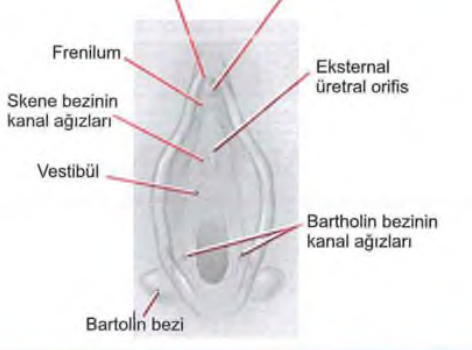 Frenilum
Eksternal
üretral orifis
Skene bezinin
kanal ağızları
Vestibül
Bartholin bezinin
kanal ağızları
Bartolin bezi